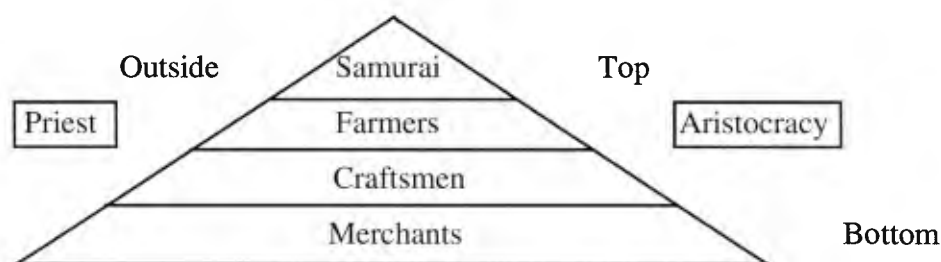 Outside Samurai Top
Priest Farmers Aristocracy
Craftsmen
Merchants Bottom